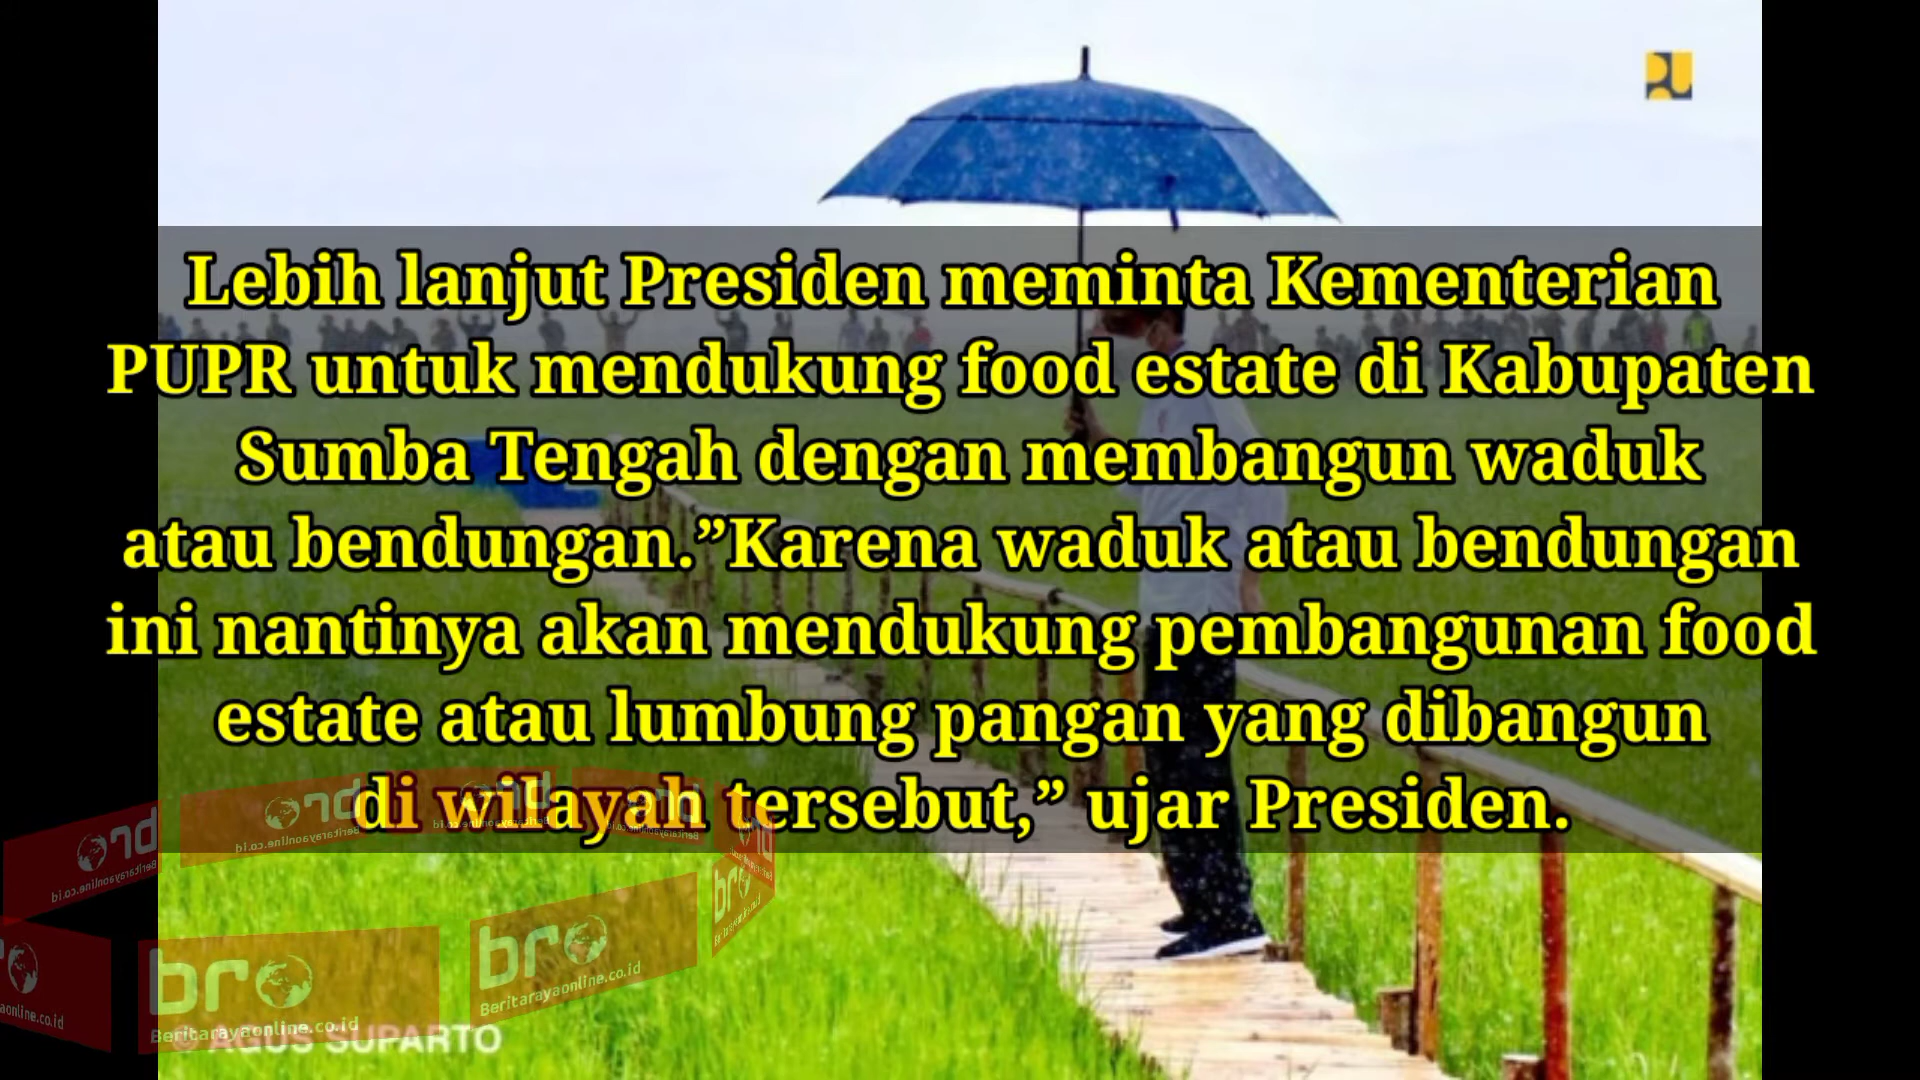 PU
Lebih lanjut Presiden meminta Kementerian
PUPR untuk mendukung food estate di Kabupaten
Sumba Tengah dengan membangun waduk
atau bendungan.”Karena waduk atau bendungan
ini nantinya akan mendukung pembangunan food
estate atau lumbung pangan yang dibangun
di wilayah tersebut,” ujar Presiden.
bro
Beritarayaonline.co.id
bro
Beritarayaonline.co.id
© AGUS SUPARTO